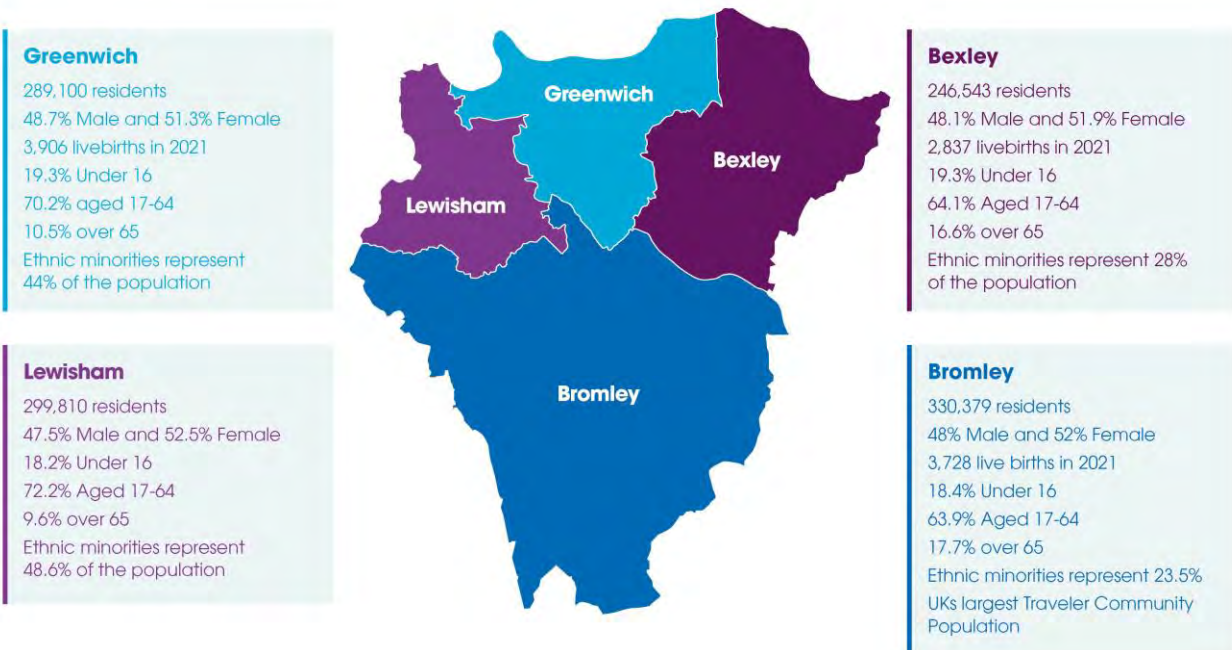 Greenwich
289,100 residents
48.7% Male and 51.3% Female
3,906 livebirths in 2021
19.3% Under 16
70.2% aged 17-64
10.5% over 65
Ethnic minorities represent
44% of the population
Lewisham
299,810 residents
47.5% Male and 52.5% Female
18.2% Under 16
72.2% Aged 17-64
9.6% over 65
Ethnic minorities represent
48.6% of the population
Greenwich
Bexley
Lewisham
Bromley
Bexley
246,543 residents
48.1% Male and 51.9% Female
2,837 livebirths in 2021
19.3% Under 16
64.1% Aged 17-64
16.6% over 65
Ethnic minorities represent 28%
of the population
Bromley
330,379 residents
48% Male and 52% Female
3,728 live births in 2021
18.4% Under 16
63.9% Aged 17-64
17.7% over 65
Ethnic minorities represent 23.5%
UKs largest Traveler Community
Population